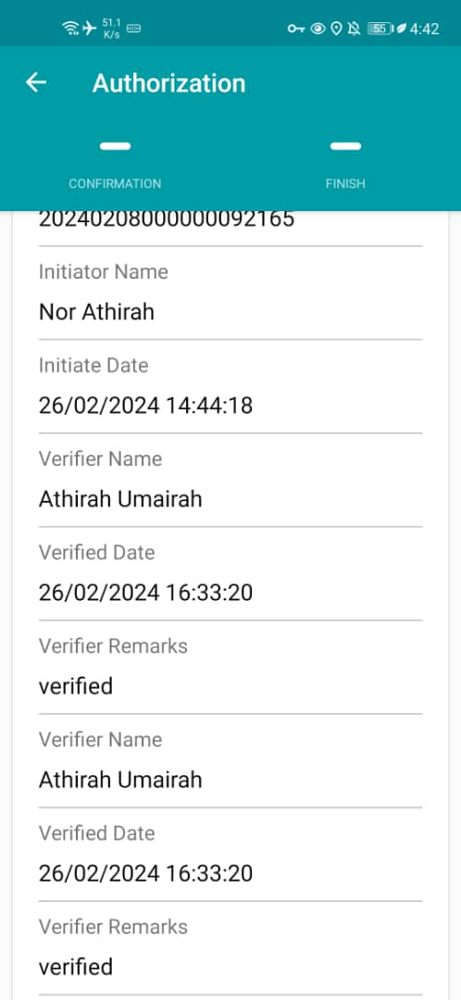 51.1
K/s
55
4:42
Authorization
CONFIRMATION
FINISH
20240208000000092165
Initiator Name
Nor Athirah
Initiate Date
26/02/2024 14:44:18
Verifier Name
Athirah Umairah
Verified Date
26/02/2024 16:33:20
Verifier Remarks
verified
Verifier Name
Athirah Umairah
Verified Date
26/02/2024 16:33:20
Verifier Remarks
verified